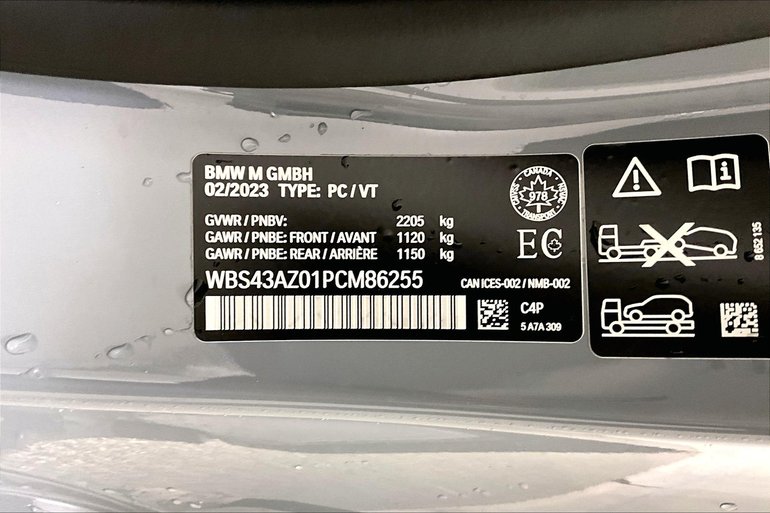 BMW M GMBH
02/2023 TYPE: PC / VT
GVWR / PNBV: 2205 kg
GAWR / PNBE: FRONT / AVANT 1120 kg
GAWR / PNBE: REAR / ARRIÈRE 1150 kg
WBS43AZ01PCM86255
CANADA
978
TRANSPORT
EC
CAN ICES-002 / NMB-002
C4P
5 A7A 309
8 652 135